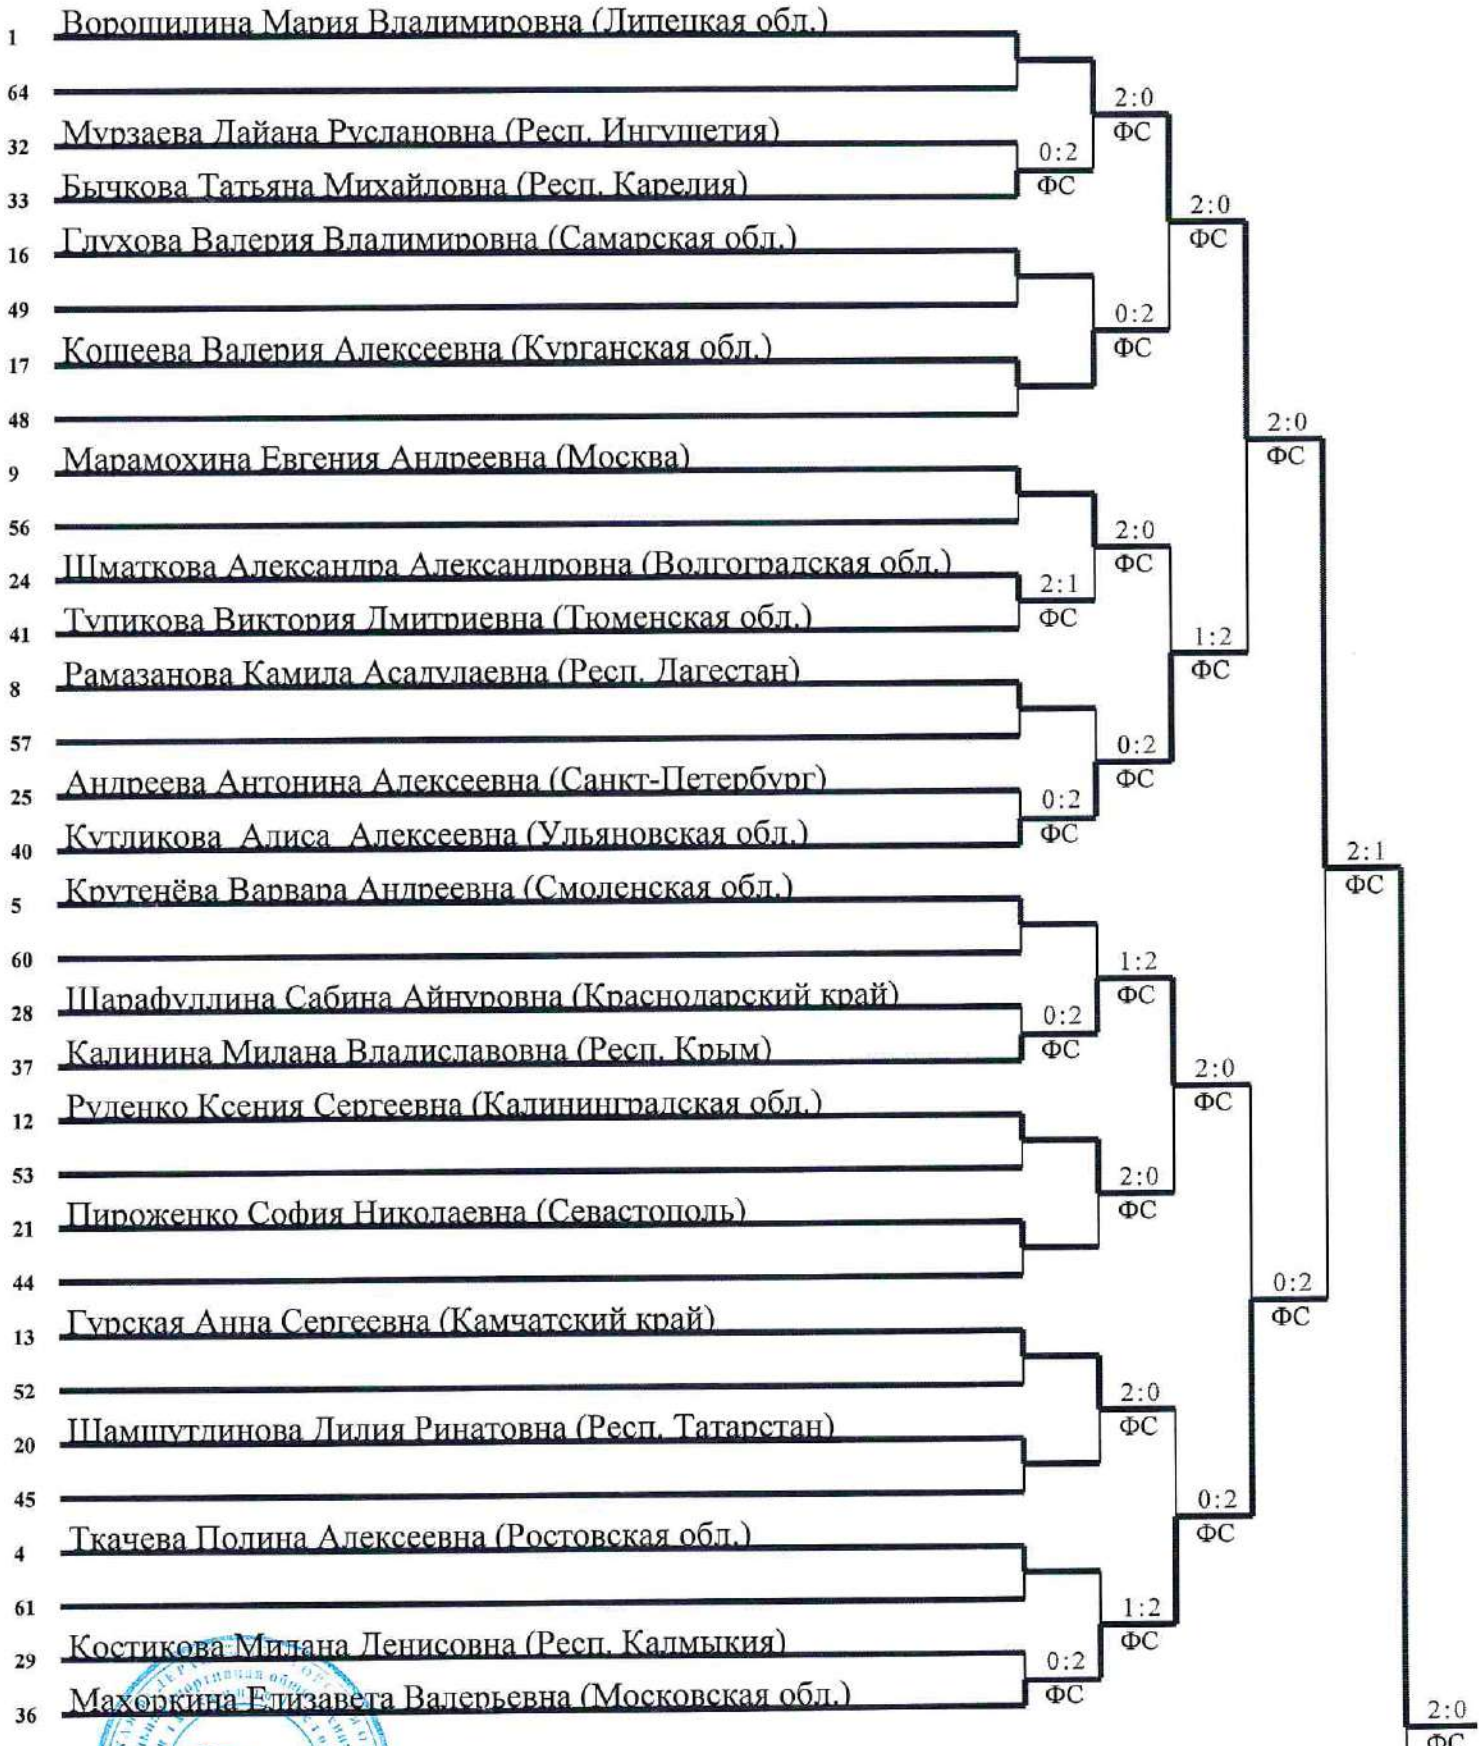 1 Ворошилина Мария Владимировна (Липецкая обл.)
64
2:0
ФС
32 Мурзаева Дайана Руслановна (Респ. Ингушетия)
0:2
ФС
33 Бычкова Татьяна Михайловна (Респ. Карелия)
2:0
ФС
16 Глухова Валерия Владимировна (Самарская обл.)
49
0:2
ФС
17 Кощеева Валерия Алексеевна (Курганская обл.)
48
2:0
ФС
9 Марамохина Евгения Андреевна (Москва)
56
2:0
ФС
24 Шматкова Александра Александровна (Волгоградская обл.)
2:1
ФС
41 Тупикова Виктория Дмитриевна (Тюменская обл.)
1:2
ФС
8 Рамазанова Камила Асадулаевна (Респ. Дагестан)
57
0:2
ФС
25 Андреева Антонина Алексеевна (Санкт-Петербург)
0:2
ФС
40 Кутликова Алиса Алексеевна (Ульяновская обл.)
2:1
ФС
5 Крутенёва Варвара Андреевна (Смоленская обл.)
60
1:2
ФС
28 Шарафуллина Сабина Айнуровна (Краснодарский край)
0:2
ФС
37 Калинина Милана Владиславовна (Респ. Крым)
2:0
ФС
12 Руденко Ксения Сергеевна (Калининградская обл.)
53
2:0
ФС
21 Пироженко София Николаевна (Севастополь)
44
0:2
ФС
13 Гурская Анна Сергеевна (Камчатский край)
52
2:0
ФС
20 Шамшутдинова Лилия Ринатовна (Респ. Татарстан)
45
0:2
ФС
4 Ткачева Полина Алексеевна (Ростовская обл.)
61
1:2
ФС
29 Костикова Милана Денисовна (Респ. Калмыкия)
0:2
ФС
36 Махоркина Елизавета Валерьевна (Московская обл.)
2:0
ФС